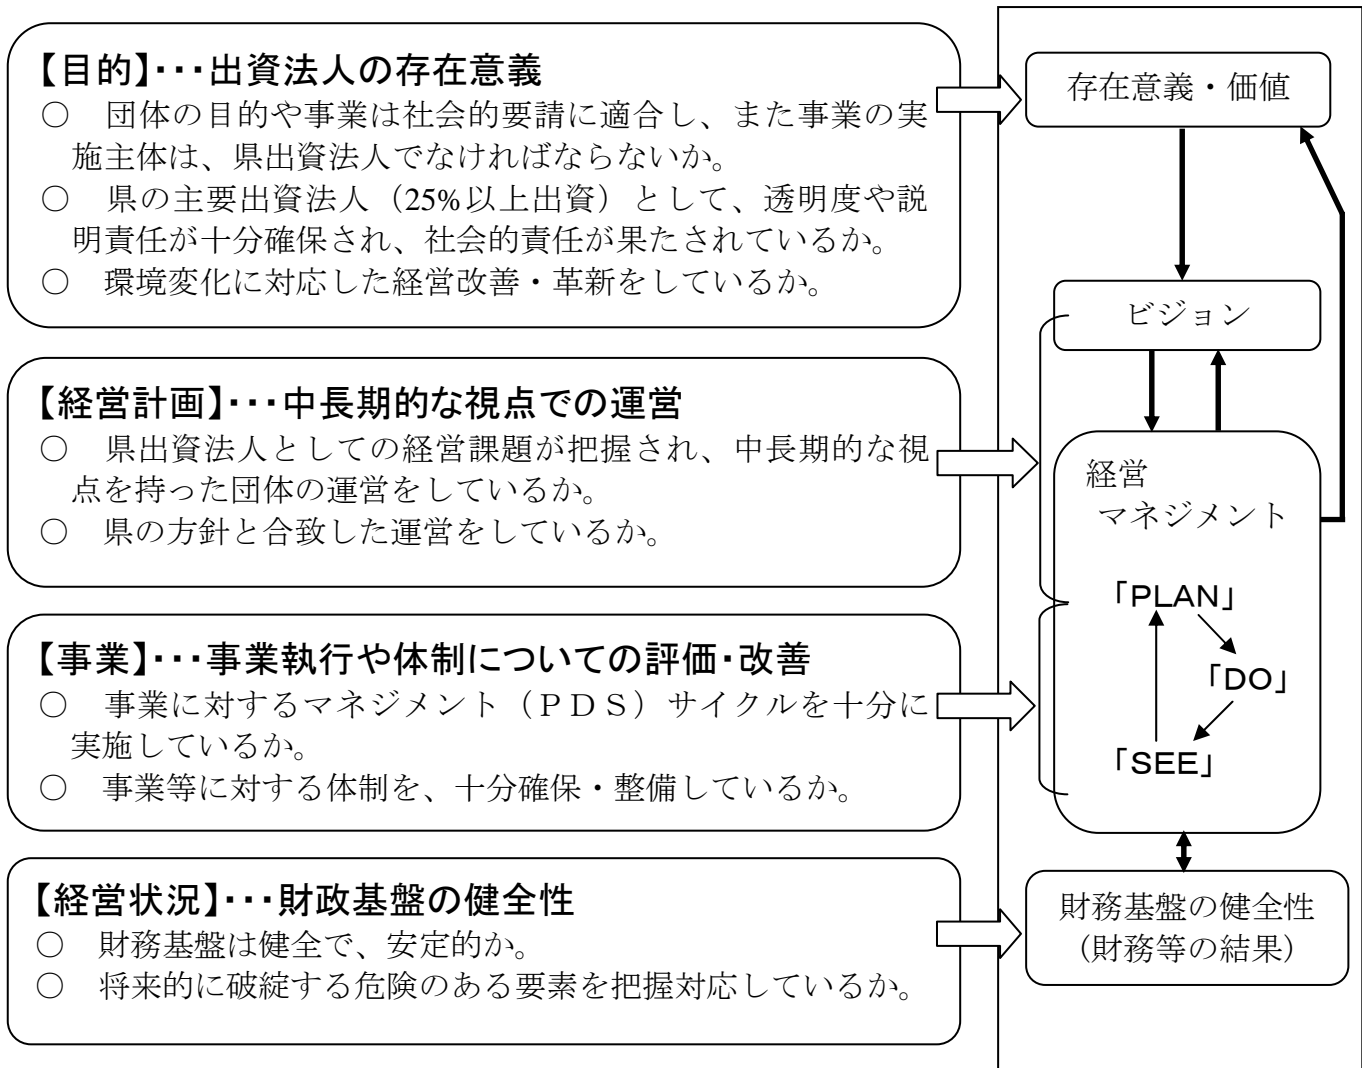 【目的】・・・出資法人の存在意義
○　団体の目的や事業は社会的要請に適合し、また事業の実
施主体は、県出資法人でなければならないか。
○　県の主要出資法人（25%以上出資）として、透明度や説
明責任が十分確保され、社会的責任が果たされているか。
○　環境変化に対応した経営改善・革新をしているか。
【経営計画】・・・中長期的な視点での運営
○　県出資法人としての経営課題が把握され、中長期的な視
点を持った団体の運営をしているか。
○　県の方針と合致した運営をしているか。
【事業】・・・事業執行や体制についての評価・改善
○　事業に対するマネジメント（ＰＤＳ）サイクルを十分に
実施しているか。
○　事業等に対する体制を、十分確保・整備しているか。
【経営状況】・・・財政基盤の健全性
○　財務基盤は健全で、安定的か。
○　将来的に破綻する危険のある要素を把握対応しているか。
存在意義・価値
ビジョン
経営
マネジメント
「PLAN」
「DO」
「SEE」
財務基盤の健全性
（財務等の結果）